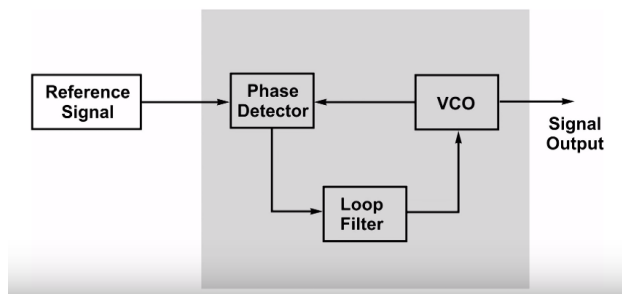 Reference
Signal
Phase
Detector
VCO
Signal
Output
Loop
Filter